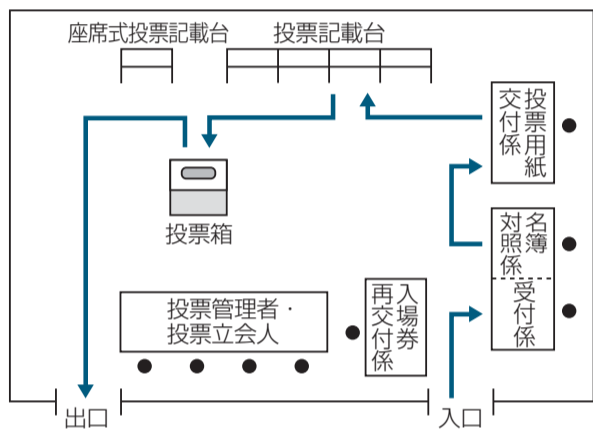 座席式投票記載台
投票記載台
投票用紙
交付係
名簿
対照係
受付係
投票箱
投票管理者・
投票立会人
入場券
再交付係
出口
入口